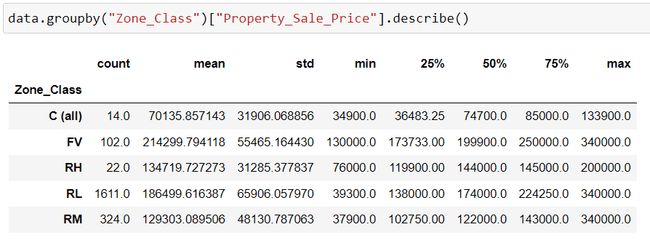 data.groupby("Zone_Class")["Property_Sale_Price"].describe()
count mean std min 25% 50% 75% max
Zone_Class
C (all) 14.0 70135.857143 31906.068856 34900.0 36483.25 74700.0 85000.0 133900.0
FV 102.0 214299.794118 55465.164430 130000.0 173733.00 199900.0 250000.0 340000.0
RH 22.0 134719.727273 31285.377837 76000.0 119900.00 144000.0 145000.0 200000.0
RL 1611.0 186499.616387 65906.057970 39300.0 138000.00 174000.0 224250.0 340000.0
RM 324.0 129303.089506 48130.787063 37900.0 102750.00 122000.0 143000.0 340000.0